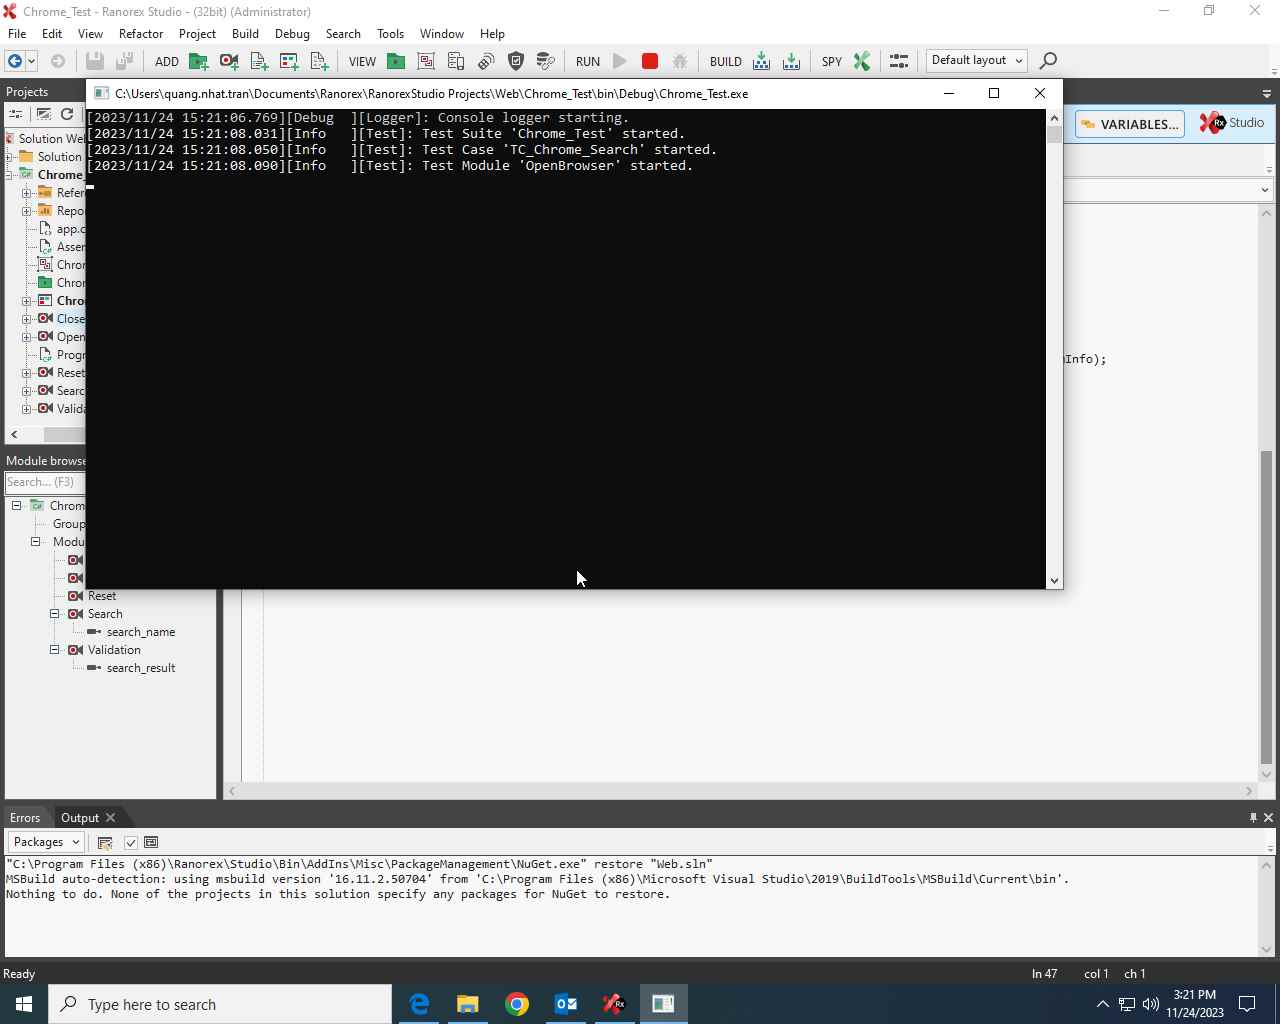 Chrome_Test - Ranorex Studio - (32bit) (Administrator)
File Edit View Refactor Project Build Debug Search Tools Window Help
ADD VIEW RUN BUILD SPY Default layout
Projects
C:\Users\quang.nhat.tran\Documents\Ranorex\RanorexStudio Projects\Web\Chrome_Test\bin\Debug\Chrome_Test.exe
[2023/11/24 15:21:06.769][Debug  ][Logger]: Console logger starting.
[2023/11/24 15:21:08.031][Info   ][Test]: Test Suite 'Chrome_Test' started.
[2023/11/24 15:21:08.050][Info   ][Test]: Test Case 'TC_Chrome_Search' started.
[2023/11/24 15:21:08.090][Info   ][Test]: Test Module 'OpenBrowser' started.
VARIABLES...
Rx Studio
Solution Web
Solution
Chrome_
Refer
Repo
app.c
Assem
Chro
Chro
Chro
Close
Open
Progr
Reset
Searc
Valida
Info);
Module browse
Search... (F3)
Chrom
Group
Modu
Reset
Search
search_name
Validation
search_result
Errors Output
Packages
"C:\Program Files (x86)\Ranorex\Studio\Bin\AddIns\Misc\PackageManagement\NuGet.exe" restore "Web.sln"
MSBuild auto-detection: using msbuild version '16.11.2.50704' from 'C:\Program Files (x86)\Microsoft Visual Studio\2019\BuildTools\MSBuild\Current\bin'.
Nothing to do. None of the projects in this solution specify any packages for NuGet to restore.
Ready ln 47 col 1 ch 1
Type here to search
3:21 PM
11/24/2023